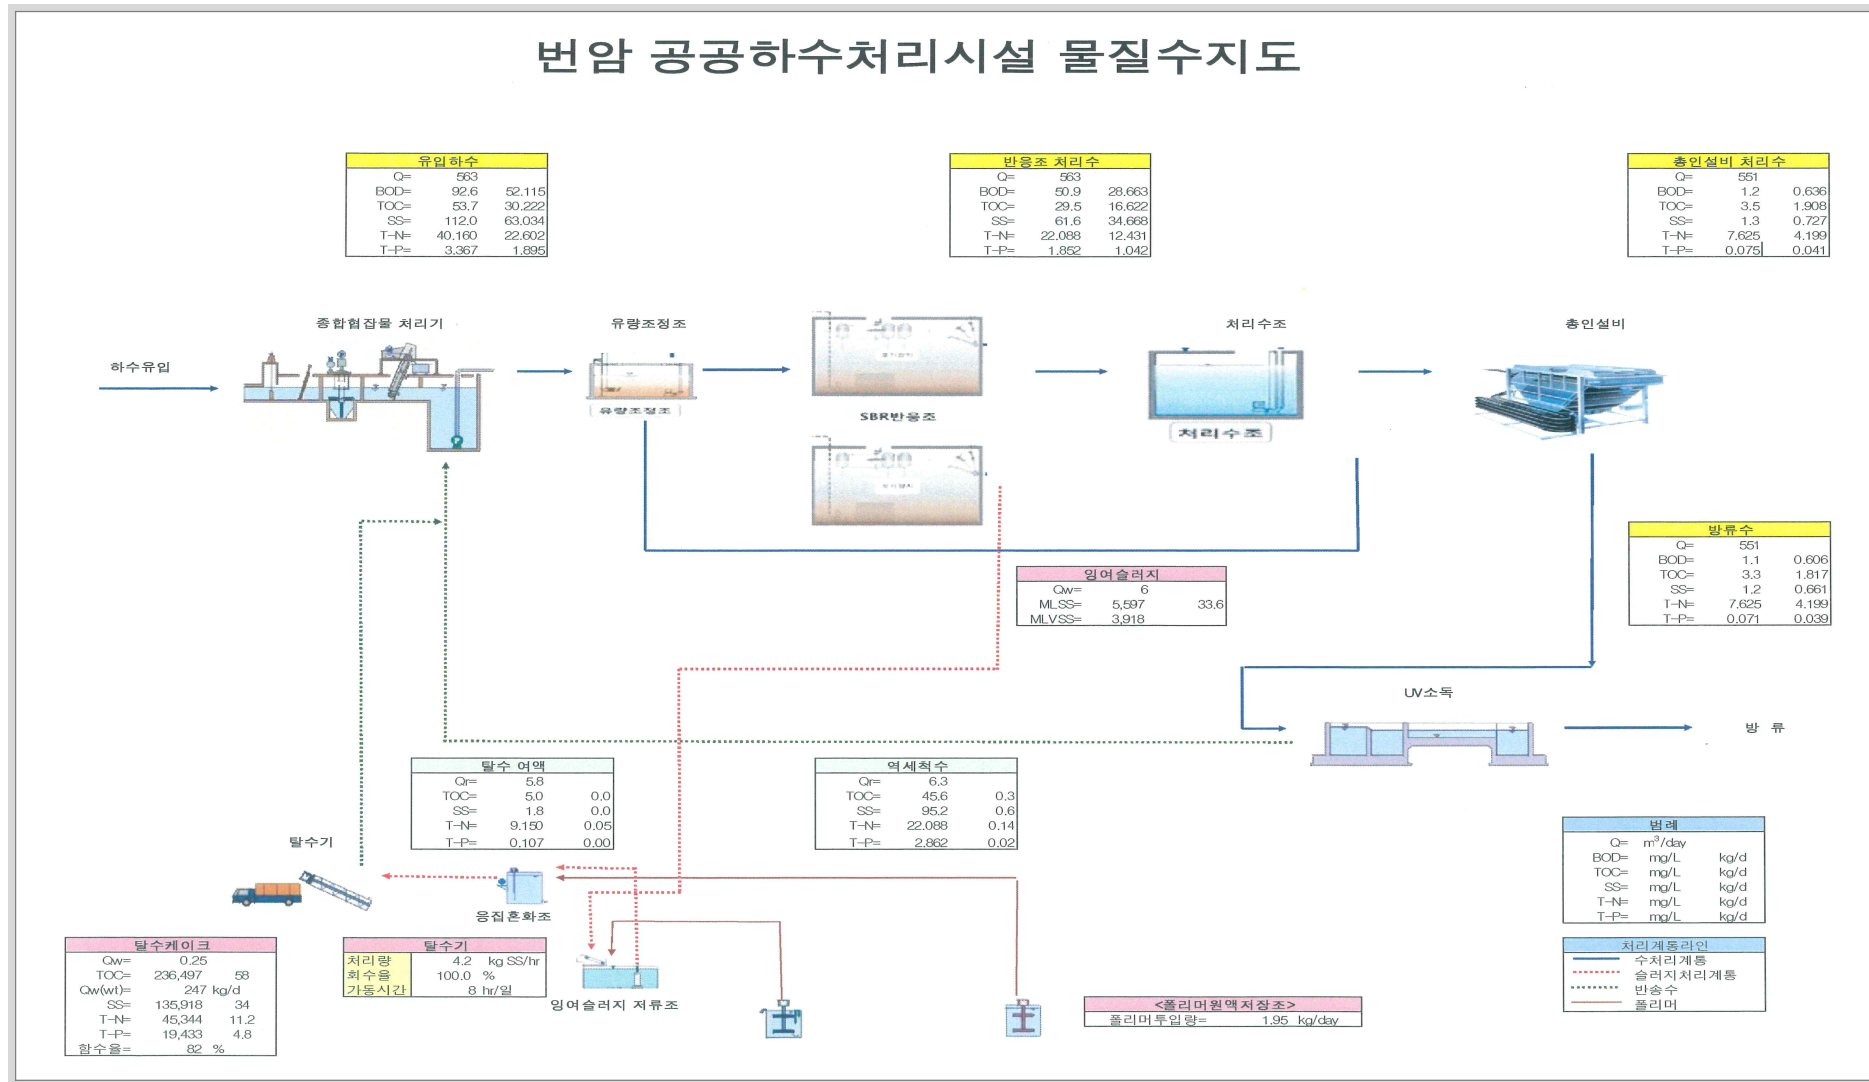 번암 공공하수처리시설 물질수지도
유입하수
Q= 563
BOD= 92.6 52.115
TOC= 53.7 30.222
SS= 112.0 63.034
T-N= 40.160 22.602
T-P= 3.367 1.895
반응조 처리수
Q= 563
BOD= 50.9 28.663
TOC= 29.5 16.622
SS= 61.6 34.668
T-N= 22.088 12.431
T-P= 1.852 1.042
총인설비 처리수
Q= 551
BOD= 1.2 0.636
TOC= 3.5 1.908
SS= 1.3 0.727
T-N= 7.625 4.199
T-P= 0.075 0.041
하수유입
종합협잡물 처리기
유량조정조
유량조정조
SBR반응조
처리수조
처리수조
총인설비
방류수
Q= 551
BOD= 1.1 0.606
TOC= 3.3 1.817
SS= 1.2 0.661
T-N= 7.625 4.199
T-P= 0.071 0.039
잉여슬러지
Qw= 6
MLSS= 5,597 33.6
MLVSS= 3,918
UV소독
방 류
탈수 여액
Qr= 5.8
TOC= 5.0 0.0
SS= 1.8 0.0
T-N= 9.150 0.05
T-P= 0.107 0.00
역세척수
Qr= 6.3
TOC= 45.6 0.3
SS= 95.2 0.6
T-N= 22.088 0.14
T-P= 2.862 0.02
범례
Q= m³/day
BOD= mg/L kg/d
TOC= mg/L kg/d
SS= mg/L kg/d
T-N= mg/L kg/d
T-P= mg/L kg/d
탈수기
응집혼화조
탈수케이크
Qw= 0.25
TOC= 236,497 58
Qw(wt)= 247 kg/d
SS= 135,918 34
T-N= 45,344 11.2
T-P= 19,433 4.8
함수율= 82 %
탈수기
처리량 4.2 kg SS/hr
회수율 100.0 %
가동시간 8 hr/일
잉여슬러지 저류조
<폴리머원액저장조>
폴리머투입량= 1.95 kg/day
처리계통라인
수처리계통
슬러지처리계통
반송수
폴리머